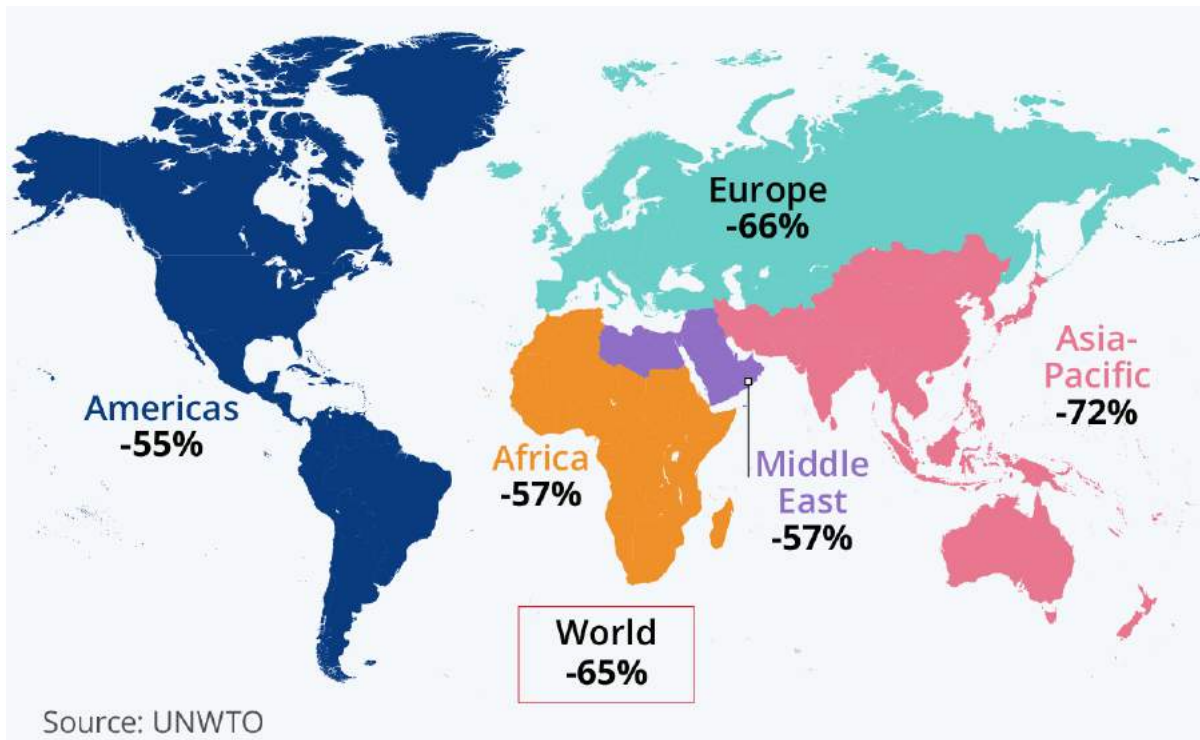 Europe
-66%
Asia-
Pacific
-72%
Americas
-55%
Africa
-57%
Middle
East
-57%
World
-65%
Source: UNWTO